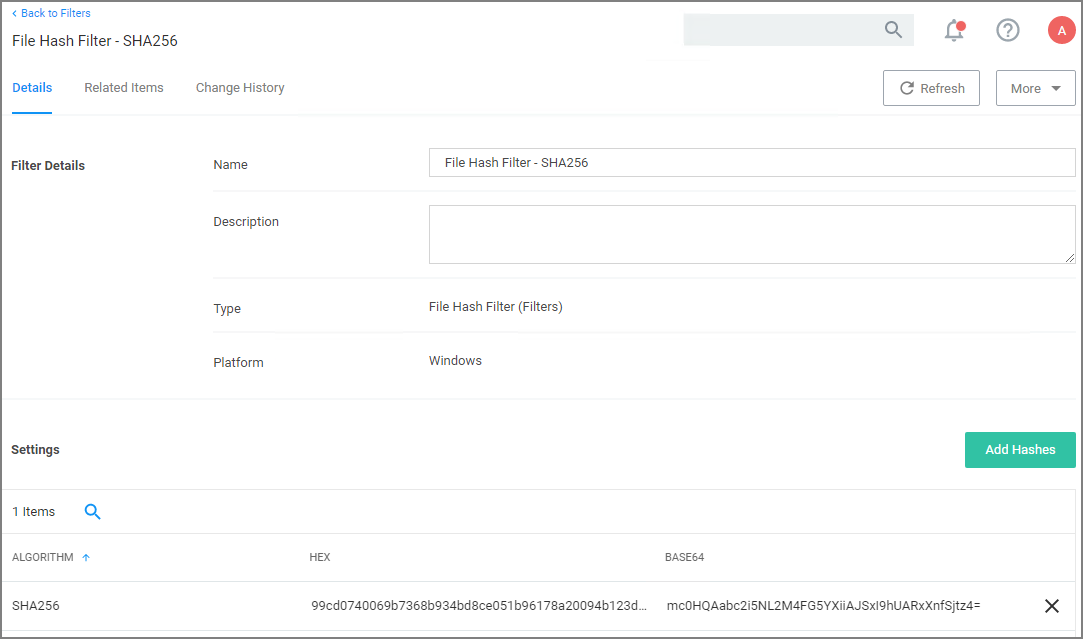 Back to Filters
File Hash Filter - SHA256
A
Details Related Items Change History Refresh More
Filter Details
Name File Hash Filter - SHA256
Description
Type File Hash Filter (Filters)
Platform Windows
Settings Add Hashes
1 Items
ALGORITHM HEX BASE64
SHA256 99cd0740069b7368b934bd8ce051b96178a20094b123d... mc0HQAabc2i5NL2M4FG5YXiiAJSxI9hUARxXnfSjtz4=